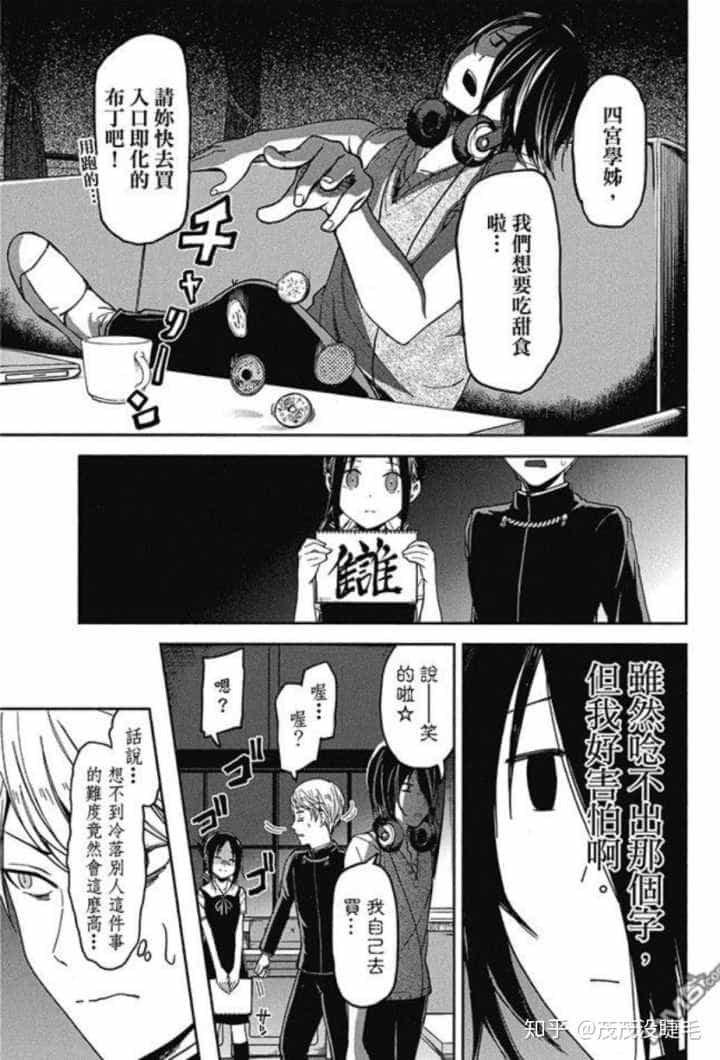 四宮學姊，
我們想要吃甜食
啦…
請妳快去買
入口即化的
布丁吧！
用跑的…
チャリーン
讎
雖然唸不出那個字，
但我好害怕啊。
說──笑
的啦☆
我自己去
買…
喔…
喔？
嗯？
話說…
想不到冷落別人這件事
的難度竟然會這麼高…
知乎 @茂茂没睫毛